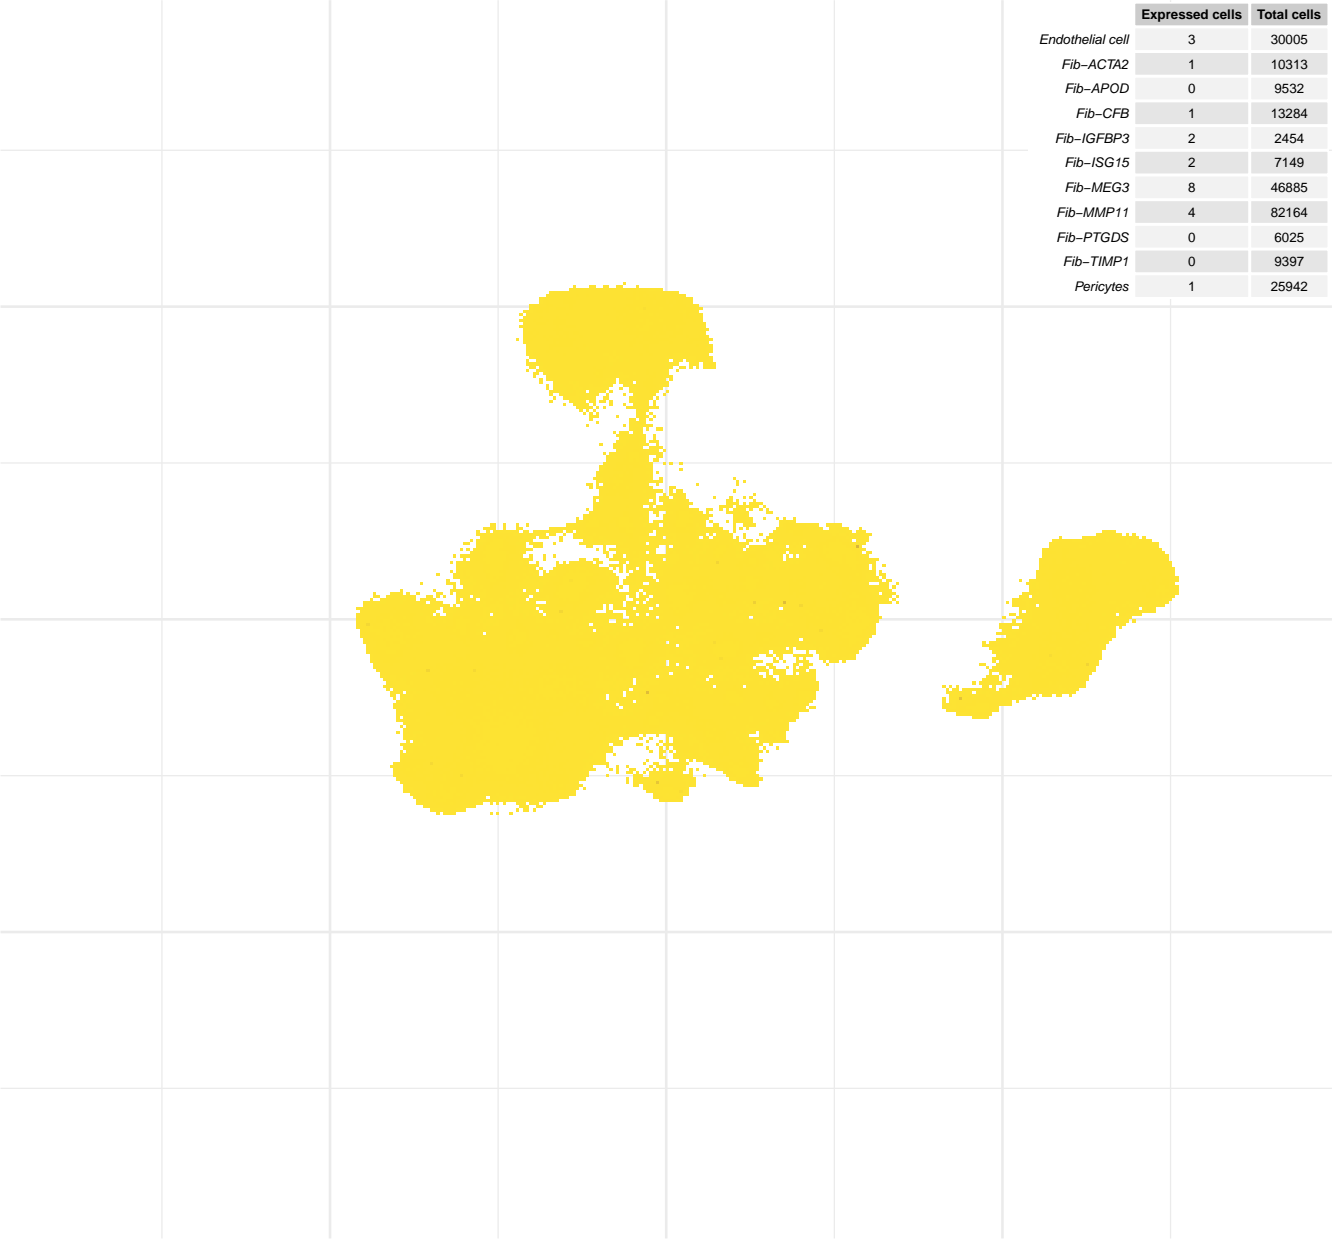 Expressed cells Total cells
Endothelial cell 3 30005
Fib−ACTA2 1 10313
Fib−APOD 0 9532
Fib−CFB 1 13284
Fib−IGFBP3 2 2454
Fib−ISG15 2 7149
Fib−MEG3 8 46885
Fib−MMP11 4 82164
Fib−PTGDS 0 6025
Fib−TIMP1 0 9397
Pericytes 1 25942